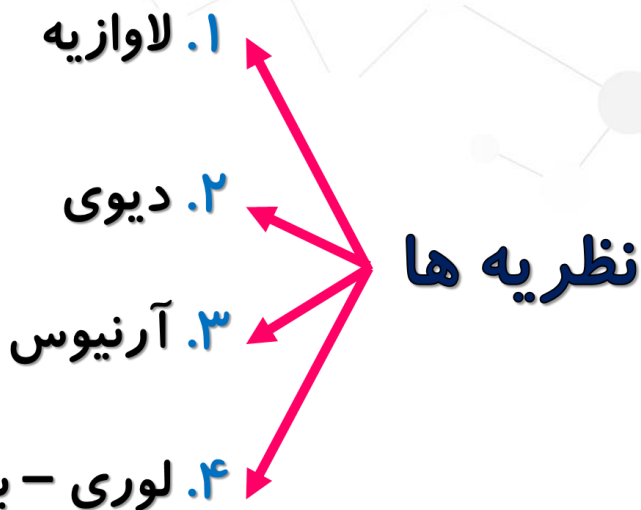 نظریه ها
۱. لاوازیه
۲. دیوی
۳. آرنیوس
۴. لوری –